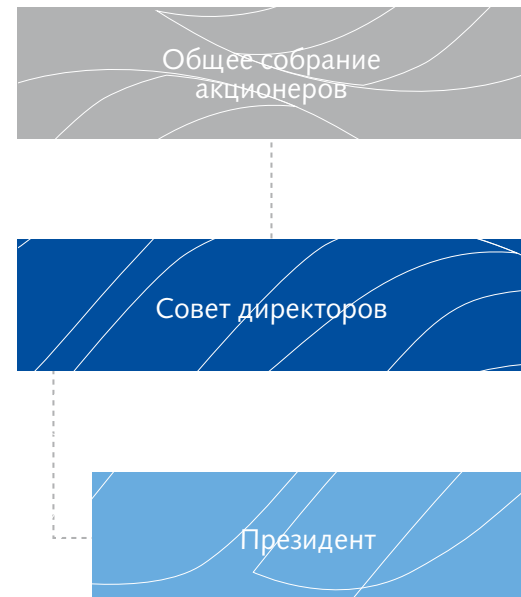 Общее собрание
акционеров
Совет директоров
Президент